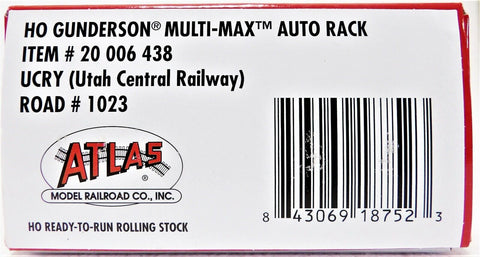 HO GUNDERSON® MULTI-MAX™ AUTO RACK
ITEM # 20 006 438
UCRY (Utah Central Railway)
ROAD # 1023
ATLAS®
MODEL RAILROAD CO., INC.
HO READY-TO-RUN ROLLING STOCK
8 43069 18752 3